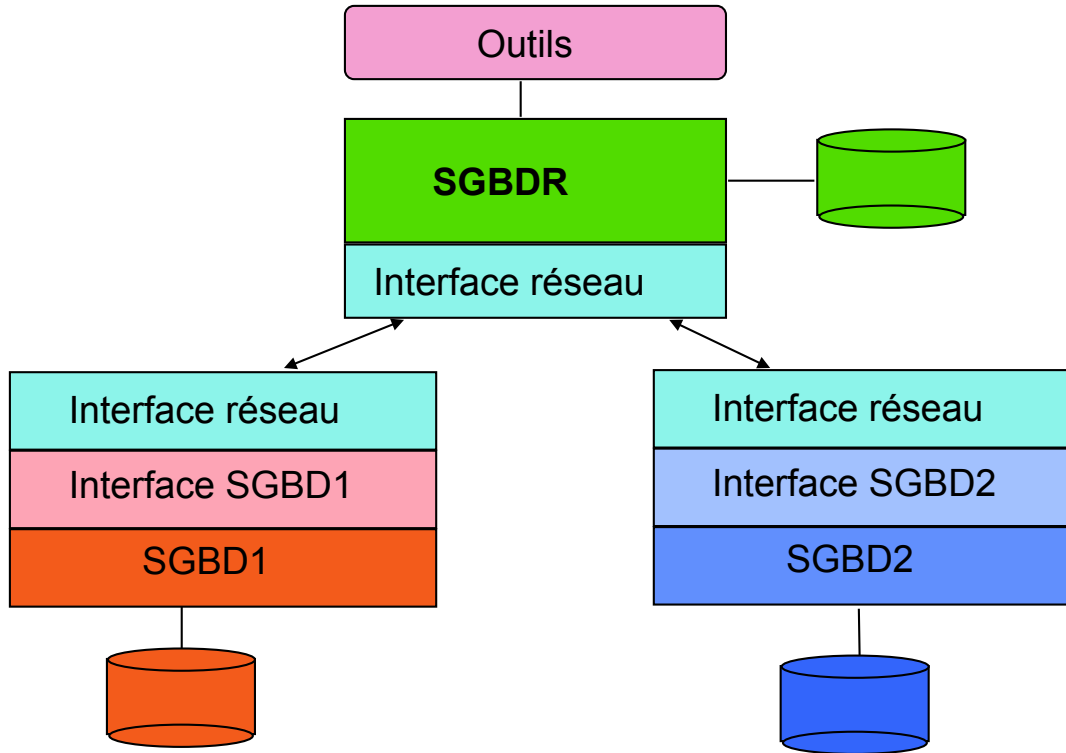 Outils
SGBDR
Interface réseau
Interface réseau
Interface SGBD1
SGBD1
Interface réseau
Interface SGBD2
SGBD2